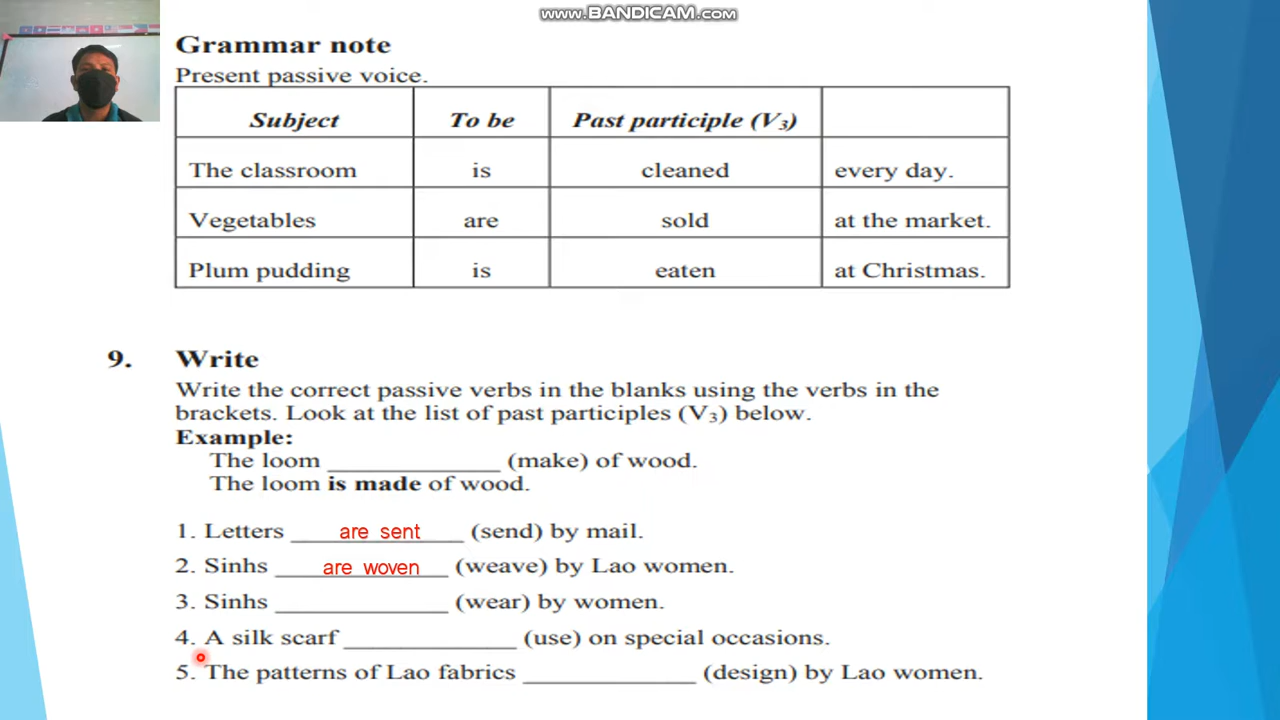 www.BANDICAM.com
Grammar note
Present passive voice.
Subject To be Past participle (V₃)
The classroom is cleaned every day.
Vegetables are sold at the market.
Plum pudding is eaten at Christmas.
9. Write
Write the correct passive verbs in the blanks using the verbs in the
brackets. Look at the list of past participles (V₃) below.
Example:
The loom ______________ (make) of wood.
The loom is made of wood.
1. Letters are sent (send) by mail.
2. Sinhs are woven (weave) by Lao women.
3. Sinhs ______________ (wear) by women.
4. A silk scarf ______________ (use) on special occasions.
5. The patterns of Lao fabrics ______________ (design) by Lao women.